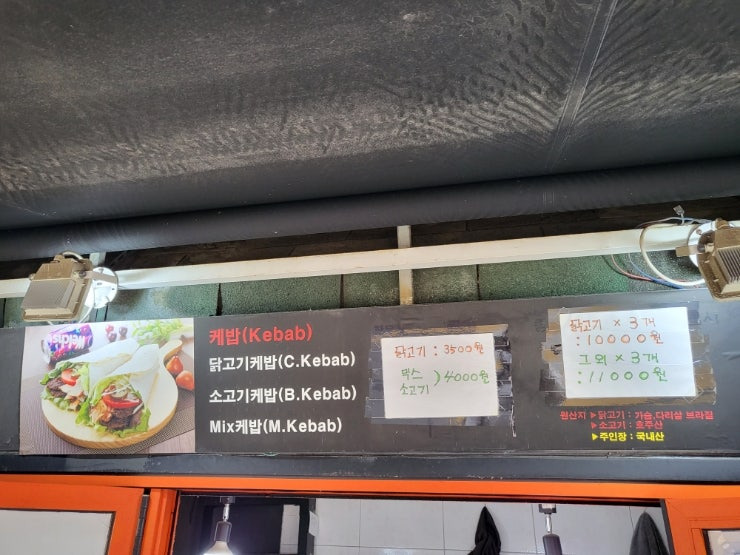 케밥(Kebab)
닭고기케밥(C.Kebab)
소고기케밥(B.Kebab)
Mix케밥(M.Kebab)
닭고기 : 3500원
믹스
소고기 ) 4000원
닭고기 × 3개
: 10000원
그 외 × 3개
: 11000원
원산지 ▶닭고기 : 가슴,다리살 브라질
▶소고기 : 호주산
▶주인장 : 국내산